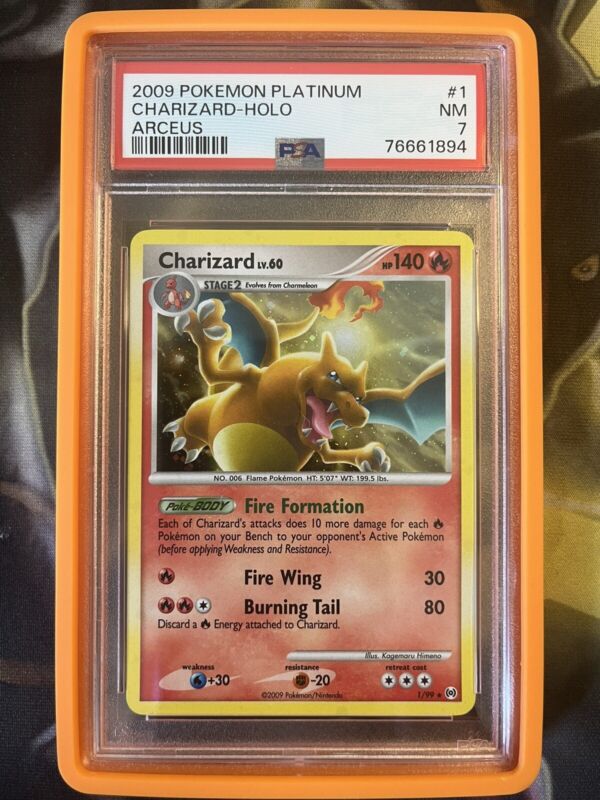 2009 POKEMON PLATINUM #1
CHARIZARD-HOLO NM
ARCEUS 7
PSA 76661894
Charizard LV.60 HP 140
STAGE2 Evolves from Charmeleon
NO. 006 Flame Pokémon HT: 5'07" WT: 199.5 lbs.
Poké-BODY Fire Formation
Each of Charizard's attacks does 10 more damage for each
Pokémon on your Bench to your opponent's Active Pokémon
(before applying Weakness and Resistance).
Fire Wing 30
Burning Tail 80
Discard a Energy attached to Charizard.
Illus. Kagemaru Himeno
weakness resistance retreat cost
+30 -20
©2009 Pokémon/Nintendo 1/99